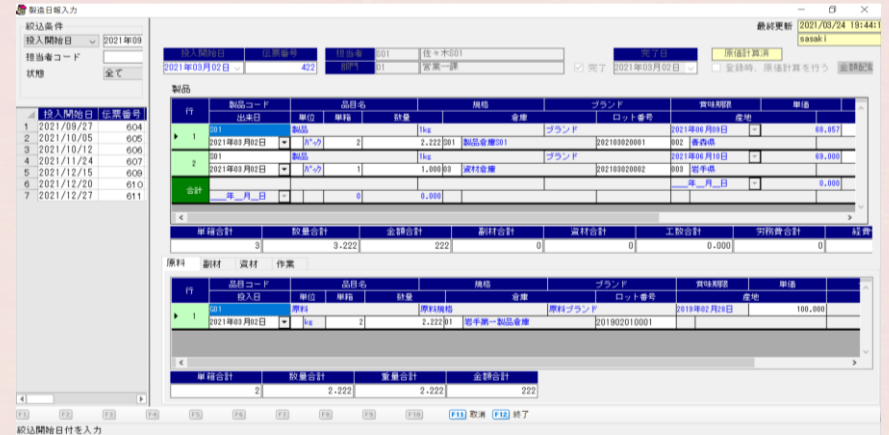 製造日報入力
絞込条件
投入開始日 2021年09
担当者コード
状態 全て
最終更新 2021/03/24 19:44:1
sasaki
投入開始日 伝票番号 担当者 S01 佐々木S01 完了日 原価計算済
2021年03月02日 422 部門 01 営業一課 完了 2021年03月02日 登録時、原価計算を行う 金額配賦
投入開始日 伝票番号
1 2021/09/27 604
2 2021/10/05 605
3 2021/10/12 606
4 2021/11/24 607
5 2021/12/15 609
6 2021/12/20 610
7 2021/12/27 611
製品
行 製品コード 品目名 規格 ブランド 賞味期限 単価
出来日 単位 単箱 数量 倉庫 ロット番号 産地
1 S01 製品 1kg ブランド 2021年06月09日 68.857
2021年03月02日 パック 2 2.222 S01 製品倉庫S01 202103020001 002 青森県
2 S01 製品 1kg ブランド 2021年06月10日 69.000
2021年03月02日 パック 1 1.000 03 資材倉庫 202103020002 003 岩手県
合計 __年_月_日 0.000
__年_月_日 0 0.000
単箱合計 数量合計 金額合計 副材合計 資材合計 工数合計 労務費合計 経費
3 3.222 222 0 0 0.000 0
原料 副材 資材 作業
行 品目コード 品目名 規格 ブランド 賞味期限 単価
投入日 単位 単箱 数量 倉庫 ロット番号 産地
1 G01 原料 原料規格 原料ブランド 2019年02月28日 100.000
2021年03月02日 kg 2 2.222 01 岩手第一製品倉庫 201902010001
単箱合計 数量合計 重量合計 金額合計
2 2.222 2.222 222
F1 F2 F3 F4 F5 F6 F7 F8 F9 F10 F11 取消 F12 終了
絞込開始日付を入力